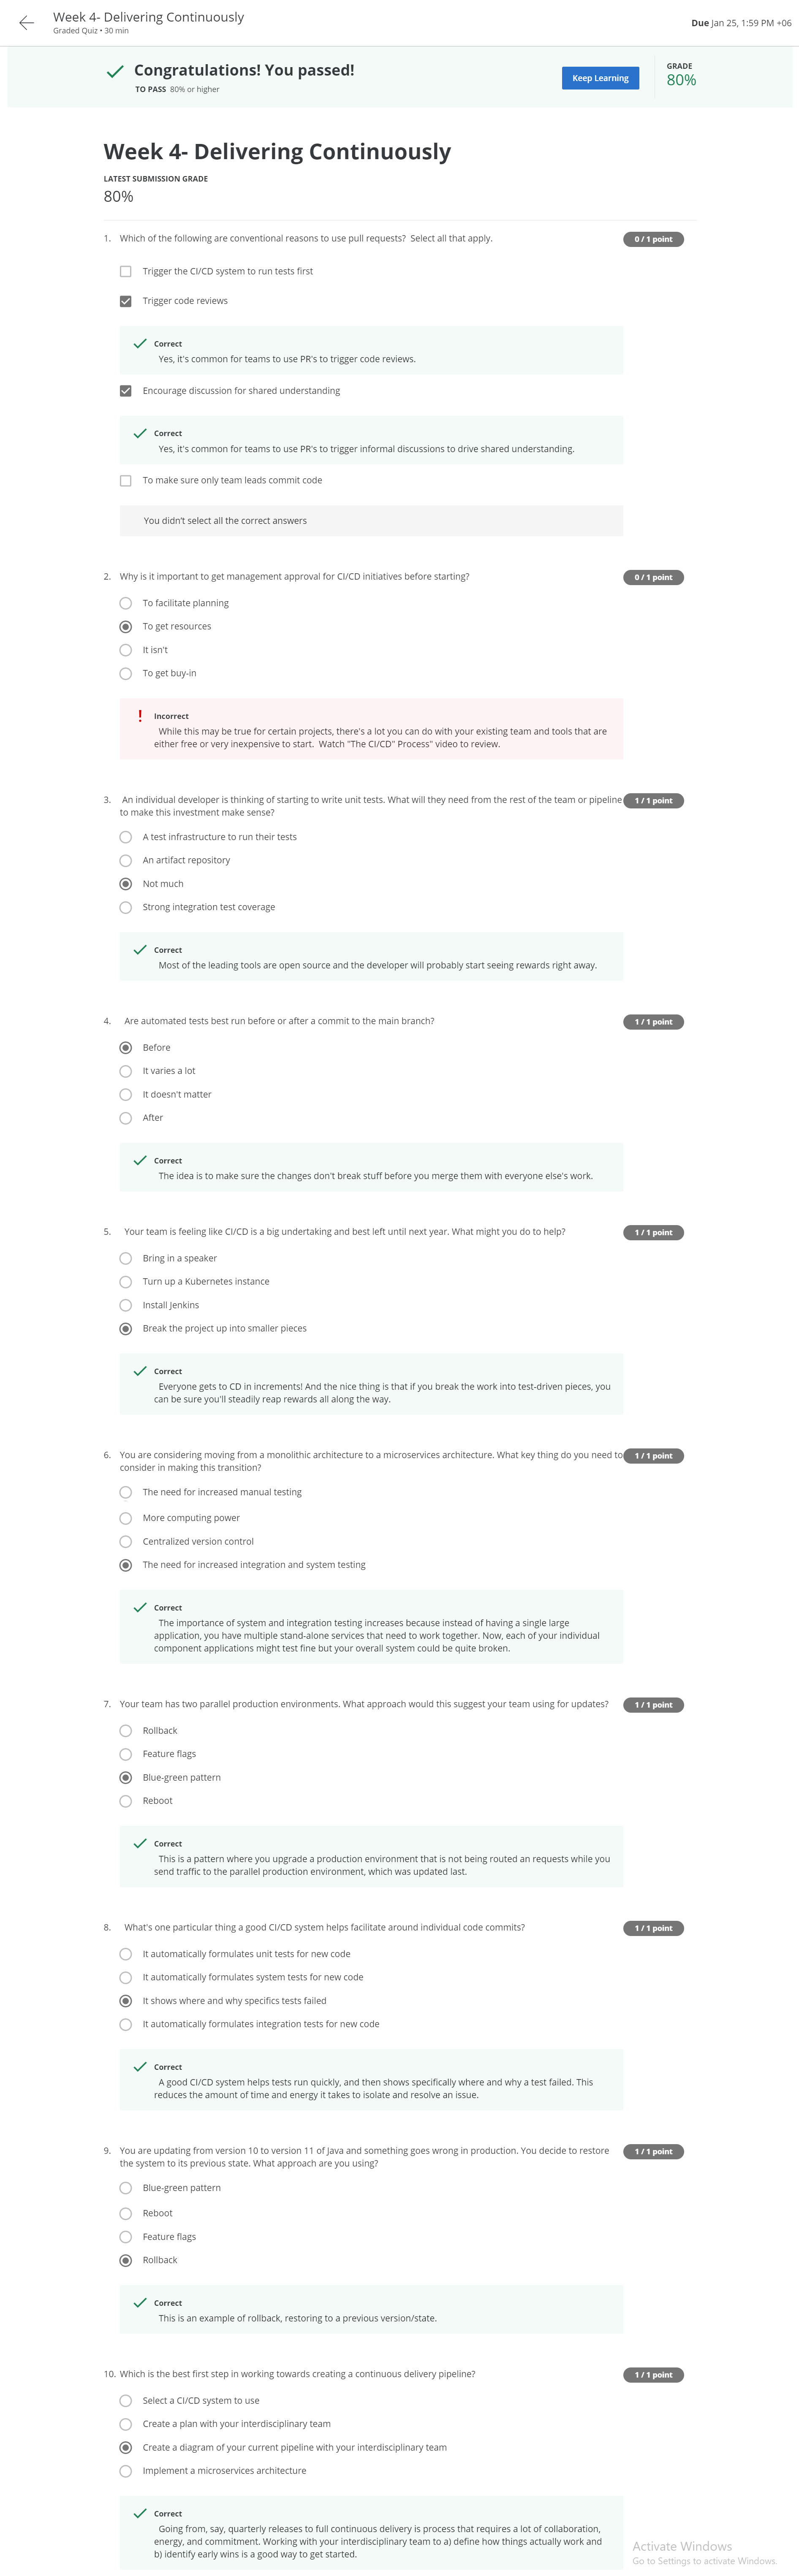 Week 4- Delivering Continuously
Graded Quiz • 30 min
Due Jan 25, 1:59 PM +06
Congratulations! You passed!
TO PASS 80% or higher
Keep Learning
GRADE
80%
Week 4- Delivering Continuously
LATEST SUBMISSION GRADE
80%
1. Which of the following are conventional reasons to use pull requests? Select all that apply.
0 / 1 point
Trigger the CI/CD system to run tests first
Trigger code reviews
Correct
Yes, it's common for teams to use PR's to trigger code reviews.
Encourage discussion for shared understanding
Correct
Yes, it's common for teams to use PR's to trigger informal discussions to drive shared understanding.
To make sure only team leads commit code
You didn't select all the correct answers
2. Why is it important to get management approval for CI/CD initiatives before starting?
0 / 1 point
To facilitate planning
To get resources
It isn't
To get buy-in
Incorrect
While this may be true for certain projects, there's a lot you can do with your existing team and tools that are
either free or very inexpensive to start. Watch "The CI/CD" Process" video to review.
3. An individual developer is thinking of starting to write unit tests. What will they need from the rest of the team or pipeline
to make this investment make sense?
1 / 1 point
A test infrastructure to run their tests
An artifact repository
Not much
Strong integration test coverage
Correct
Most of the leading tools are open source and the developer will probably start seeing rewards right away.
4. Are automated tests best run before or after a commit to the main branch?
1 / 1 point
Before
It varies a lot
It doesn't matter
After
Correct
The idea is to make sure the changes don't break stuff before you merge them with everyone else's work.
5. Your team is feeling like CI/CD is a big undertaking and best left until next year. What might you do to help?
1 / 1 point
Bring in a speaker
Turn up a Kubernetes instance
Install Jenkins
Break the project up into smaller pieces
Correct
Everyone gets to CD in increments! And the nice thing is that if you break the work into test-driven pieces, you
can be sure you'll steadily reap rewards all along the way.
6. You are considering moving from a monolithic architecture to a microservices architecture. What key thing do you need to
consider in making this transition?
1 / 1 point
The need for increased manual testing
More computing power
Centralized version control
The need for increased integration and system testing
Correct
The importance of system and integration testing increases because instead of having a single large
application, you have multiple stand-alone services that need to work together. Now, each of your individual
component applications might test fine but your overall system could be quite broken.
7. Your team has two parallel production environments. What approach would this suggest your team using for updates?
1 / 1 point
Rollback
Feature flags
Blue-green pattern
Reboot
Correct
This is a pattern where you upgrade a production environment that is not being routed an requests while you
send traffic to the parallel production environment, which was updated last.
8. What's one particular thing a good CI/CD system helps facilitate around individual code commits?
1 / 1 point
It automatically formulates unit tests for new code
It automatically formulates system tests for new code
It shows where and why specifics tests failed
It automatically formulates integration tests for new code
Correct
A good CI/CD system helps tests run quickly, and then shows specifically where and why a test failed. This
reduces the amount of time and energy it takes to isolate and resolve an issue.
9. You are updating from version 10 to version 11 of Java and something goes wrong in production. You decide to restore
the system to its previous state. What approach are you using?
1 / 1 point
Blue-green pattern
Reboot
Feature flags
Rollback
Correct
This is an example of rollback, restoring to a previous version/state.
10. Which is the best first step in working towards creating a continuous delivery pipeline?
1 / 1 point
Select a CI/CD system to use
Create a plan with your interdisciplinary team
Create a diagram of your current pipeline with your interdisciplinary team
Implement a microservices architecture
Correct
Going from, say, quarterly releases to full continuous delivery is process that requires a lot of collaboration,
energy, and commitment. Working with your interdisciplinary team to a) define how things actually work and
b) identify early wins is a good way to get started.
Activate Windows
Go to Settings to activate Windows.